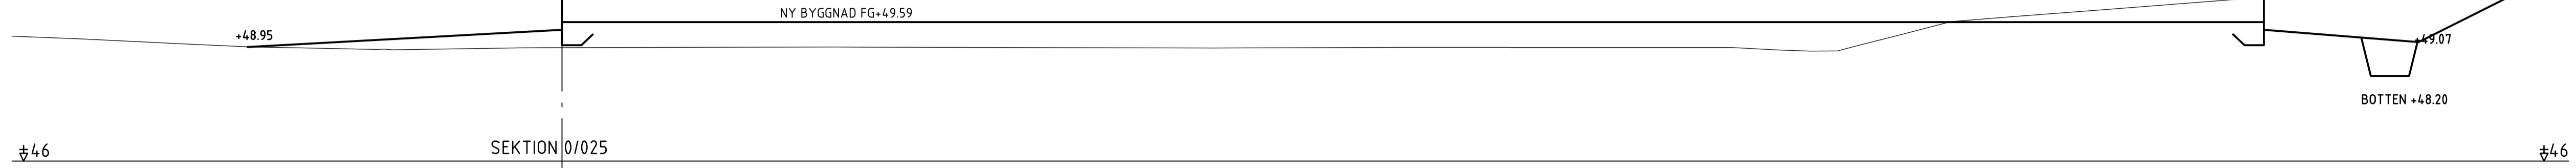 NY BYGGNAD FG+49.59
+48.95
+49.07
BOTTEN +48.20
SEKTION 0/025
±46
±46